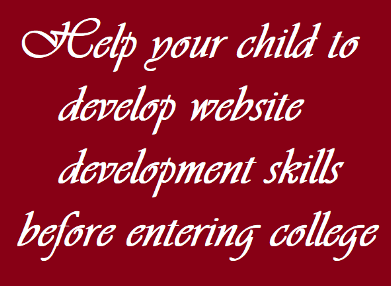 Help your child to
develop website
development skills
before entering college